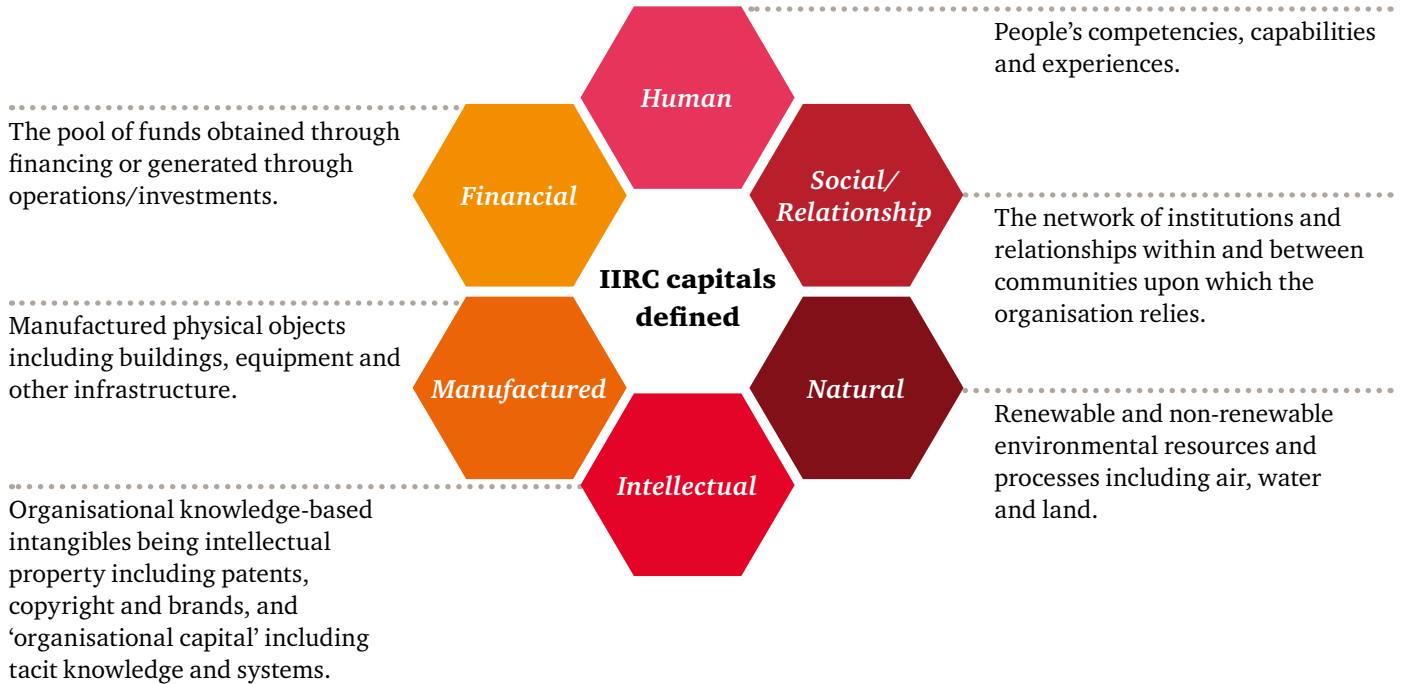 Human
People’s competencies, capabilities
and experiences.
Financial
The pool of funds obtained through
financing or generated through
operations/investments.
Social/
Relationship
The network of institutions and
relationships within and between
communities upon which the
organisation relies.
IIRC capitals
defined
Manufactured
Manufactured physical objects
including buildings, equipment and
other infrastructure.
Natural
Renewable and non-renewable
environmental resources and
processes including air, water
and land.
Intellectual
Organisational knowledge-based
intangibles being intellectual
property including patents,
copyright and brands, and
‘organisational capital’ including
tacit knowledge and systems.